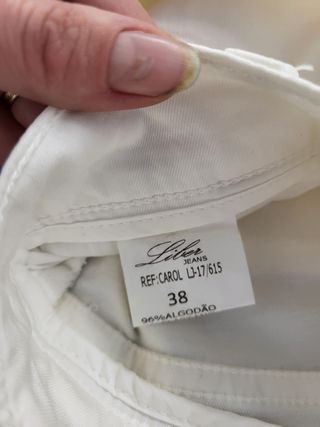 Liber
JEANS
REF:CAROL LJ-17/615
38
96%ALGODÃO